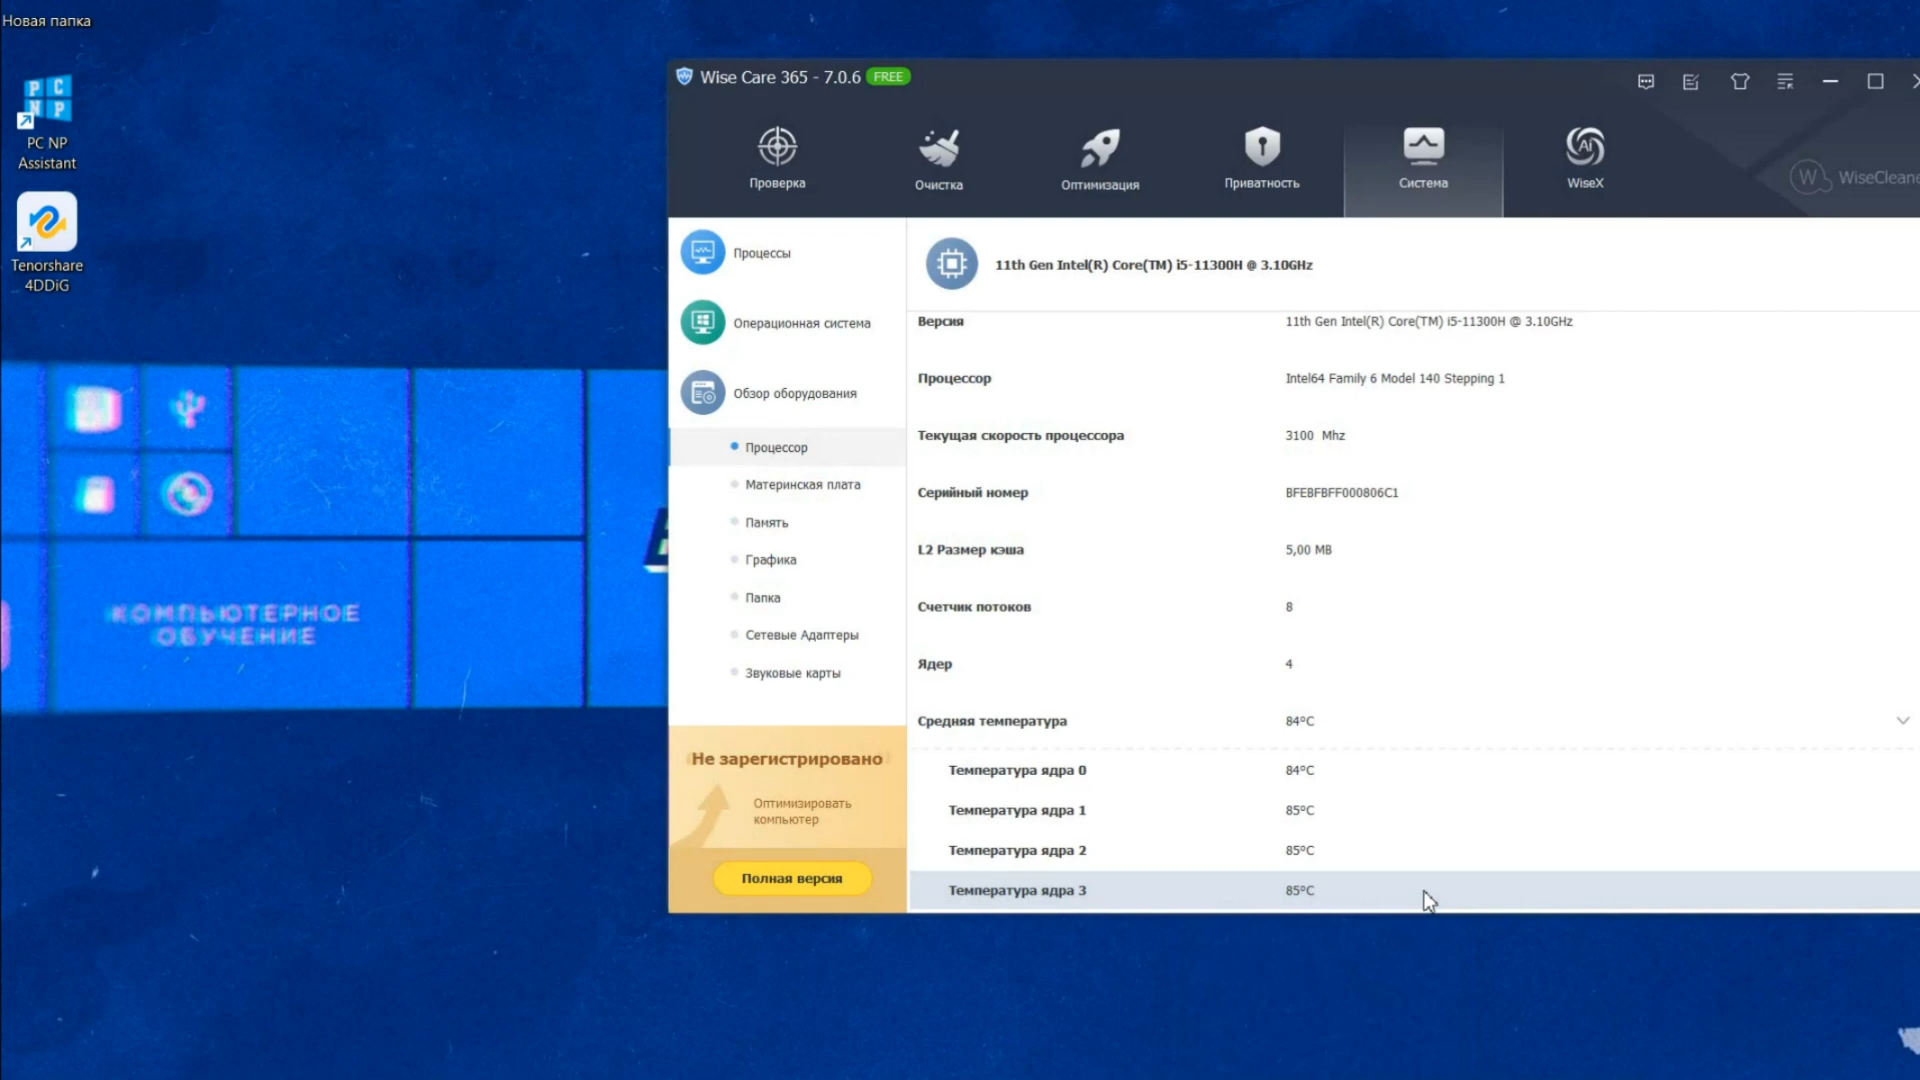 Новая папка
PC NP
PC NP
Assistant
Tenorshare
4DDiG
КОМПЬЮТЕРНОЕ
ОБУЧЕНИЕ
Wise Care 365 - 7.0.6 FREE
Проверка
Очистка
Оптимизация
Приватность
Система
AI
WiseX
W WiseCleane
Процессы
Операционная система
Обзор оборудования
Процессор
Материнская плата
Память
Графика
Папка
Сетевые Адаптеры
Звуковые карты
Не зарегистрировано
Оптимизировать
компьютер
Полная версия
11th Gen Intel(R) Core(TM) i5-11300H @ 3.10GHz
Версия 11th Gen Intel(R) Core(TM) i5-11300H @ 3.10GHz
Процессор Intel64 Family 6 Model 140 Stepping 1
Текущая скорость процессора 3100 Mhz
Серийный номер BFEBFBFF000806C1
L2 Размер кэша 5,00 MB
Счетчик потоков 8
Ядер 4
Средняя температура 84°C
Температура ядра 0 84°C
Температура ядра 1 85°C
Температура ядра 2 85°C
Температура ядра 3 85°C